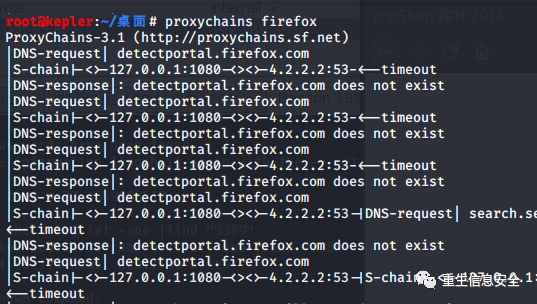 root@kepler:~/桌面# proxychains firefox
phpStudy 探针 2014
ProxyChains-3.1 (http://proxychains.sf.net)
|DNS-request| detectportal.firefox.com
|S-chain|-<>-127.0.0.1:1080-<><>-4.2.2.2:53-<--timeout
|DNS-response|: detectportal.firefox.com does not exist
|DNS-request| detectportal.firefox.com
|S-chain|-<>-127.0.0.1:1080-<><>-4.2.2.2:53-<--timeout
|DNS-response|: detectportal.firefox.com does not exist
|DNS-request| detectportal.firefox.com
|S-chain|-<>-127.0.0.1:1080-<><>-4.2.2.2:53-<--timeout
|DNS-response|: detectportal.firefox.com does not exist
|DNS-request| detectportal.firefox.com
|S-chain|-<>-127.0.0.1:1080-<><>-4.2.2.2:53-|DNS-request| search.se
<--timeout
|DNS-response|: detectportal.firefox.com does not exist
|DNS-request| detectportal.firefox.com
|S-chain|-<>-127.0.0.1:1080-<><>-4.2.2.2:53-|S-chain
<--timeout
重生信息安全